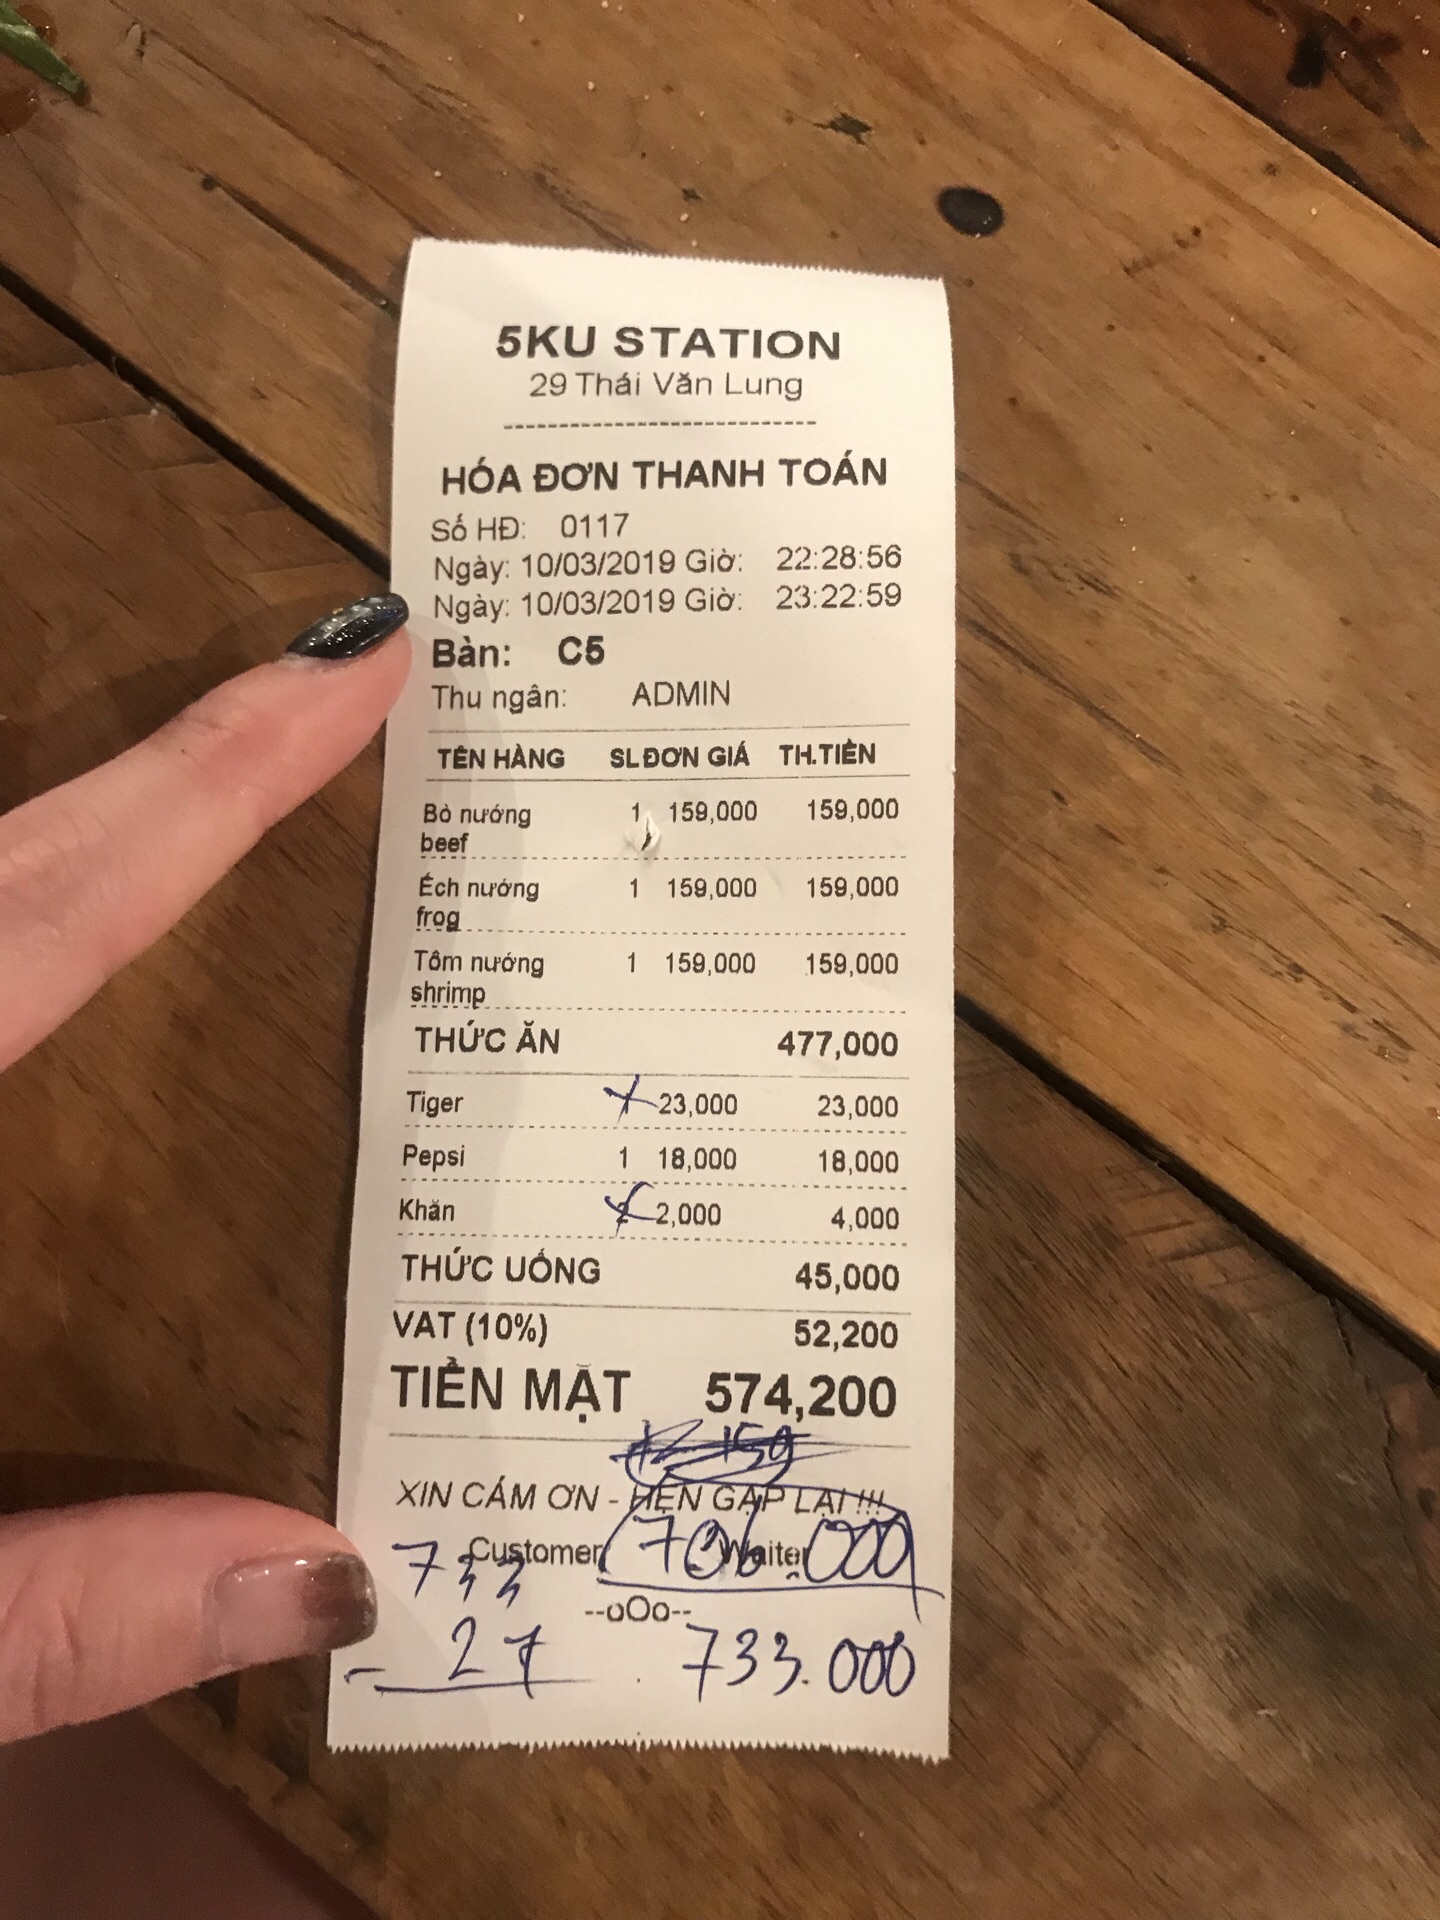 5KU STATION
29 Thái Văn Lung
---------------------------
HÓA ĐƠN THANH TOÁN
Số HĐ: 0117
Ngày: 10/03/2019 Giờ: 22:28:56
Ngày: 10/03/2019 Giờ: 23:22:59
Bàn: C5
Thu ngân: ADMIN
TÊN HÀNG SL ĐƠN GIÁ TH.TIỀN
Bò nướng 1 159,000 159,000
beef
Ếch nướng 1 159,000 159,000
frog
Tôm nướng 1 159,000 159,000
shrimp
THỨC ĂN 477,000
Tiger 23,000 23,000
Pepsi 1 18,000 18,000
Khăn 2 2,000 4,000
THỨC UỐNG 45,000
VAT (10%) 52,200
TIỀN MẶT 574,200
159
XIN CÁM ƠN - HẸN GẶP LẠI !!!
Customer Waiter
706.000
733
--oOo--
- 27
733.000